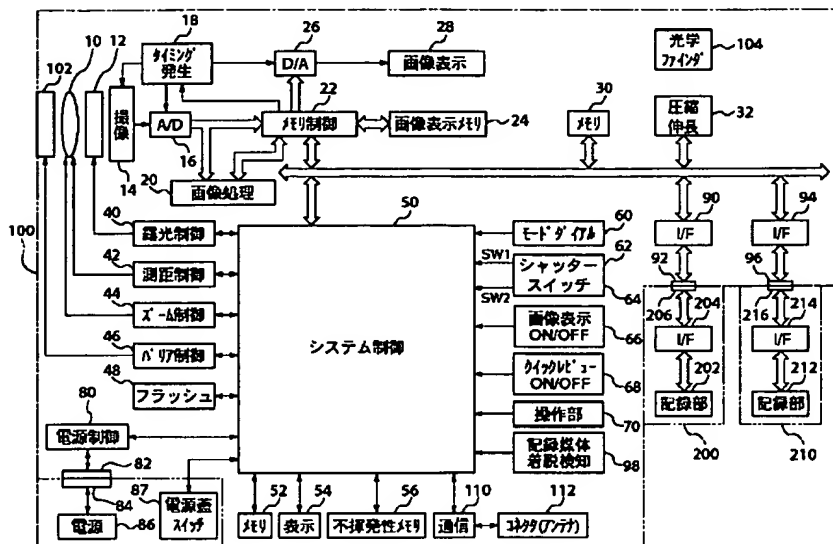 18
26
28
102
10
12
タイミング
発生
D/A
画像表示
光学
ファインダ
104
22
撮像
A/D
メモリ制御
画像表示メモリ
24
30
メモリ
圧縮
伸長
32
14
16
20
画像処理
50
90
94
100
40
露光制御
60
モードダイアル
I/F
I/F
42
測距制御
SW1
62
シャッター
スイッチ
64
SW2
92
96
206
204
216
214
44
ズーム制御
画像表示
ON/OFF
66
I/F
I/F
46
バリア制御
システム制御
クイックレビュー
ON/OFF
68
202
212
48
フラッシュ
記録部
記録部
80
操作部
70
200
210
電源制御
記録媒体
着脱検知
98
82
84
87
電源蓋
スイッチ
52
54
56
110
112
電源
86
メモリ
表示
不揮発性メモリ
通信
コネクタ(アンテナ)